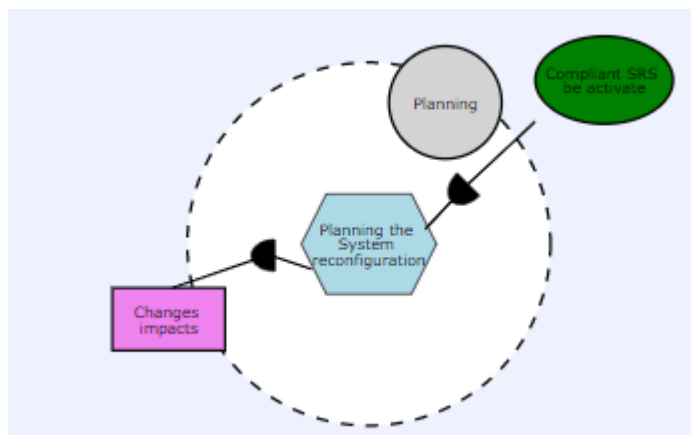 Compliant SRS
be activate
Planning
Planning the
System
reconfiguration
Changes
impacts